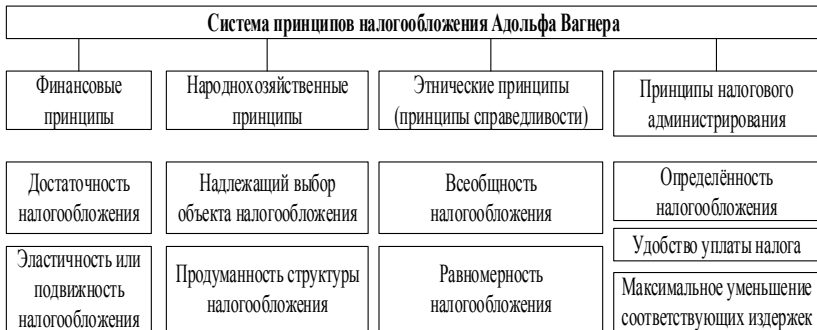 Система принципов налогообложения Адольфа Вагнера
Финансовые
принципы
Народнохозяйственные
принципы
Этнические принципы
(принципы справедливости)
Принципы налогового
администрирования
Достаточность
налогообложения
Надлежащий выбор
объекта налогообложения
Всеобщность
налогообложения
Определённость
налогообложения
Удобство уплаты налога
Эластичность или
подвижность
налогообложения
Продуманность структуры
налогообложения
Равномерность
налогообложения
Максимальное уменьшение
соответствующих издержек